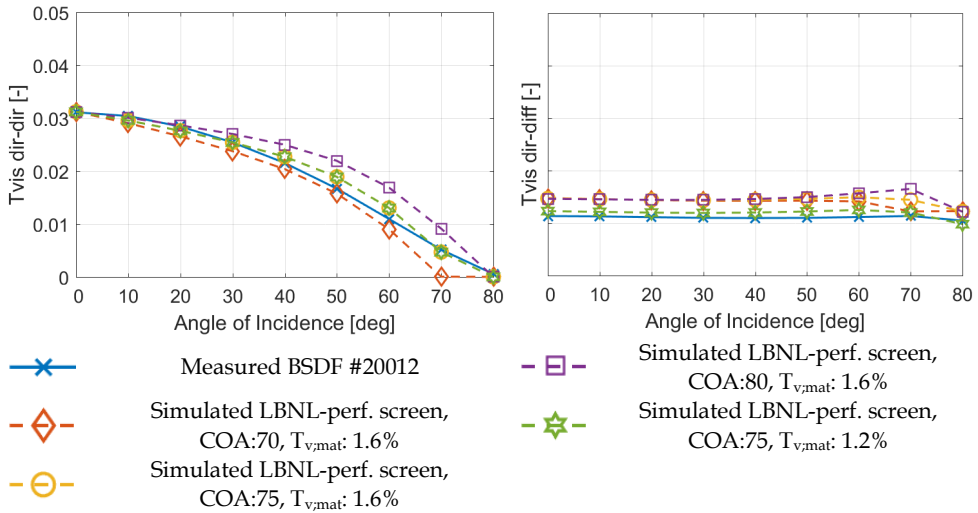 0.05
0.04
0.03
0.02
0.01
0
Tvis dir-dir [-]
0 10 20 30 40 50 60 70 80
Angle of Incidence [deg]
Tvis dir-diff [-]
0 10 20 30 40 50 60 70 80
Angle of Incidence [deg]
Measured BSDF #20012
Simulated LBNL-perf. screen,
COA:70, Tv;mat: 1.6%
Simulated LBNL-perf. screen,
COA:75, Tv;mat: 1.6%
Simulated LBNL-perf. screen,
COA:80, Tv;mat: 1.6%
Simulated LBNL-perf. screen,
COA:75, Tv;mat: 1.2%